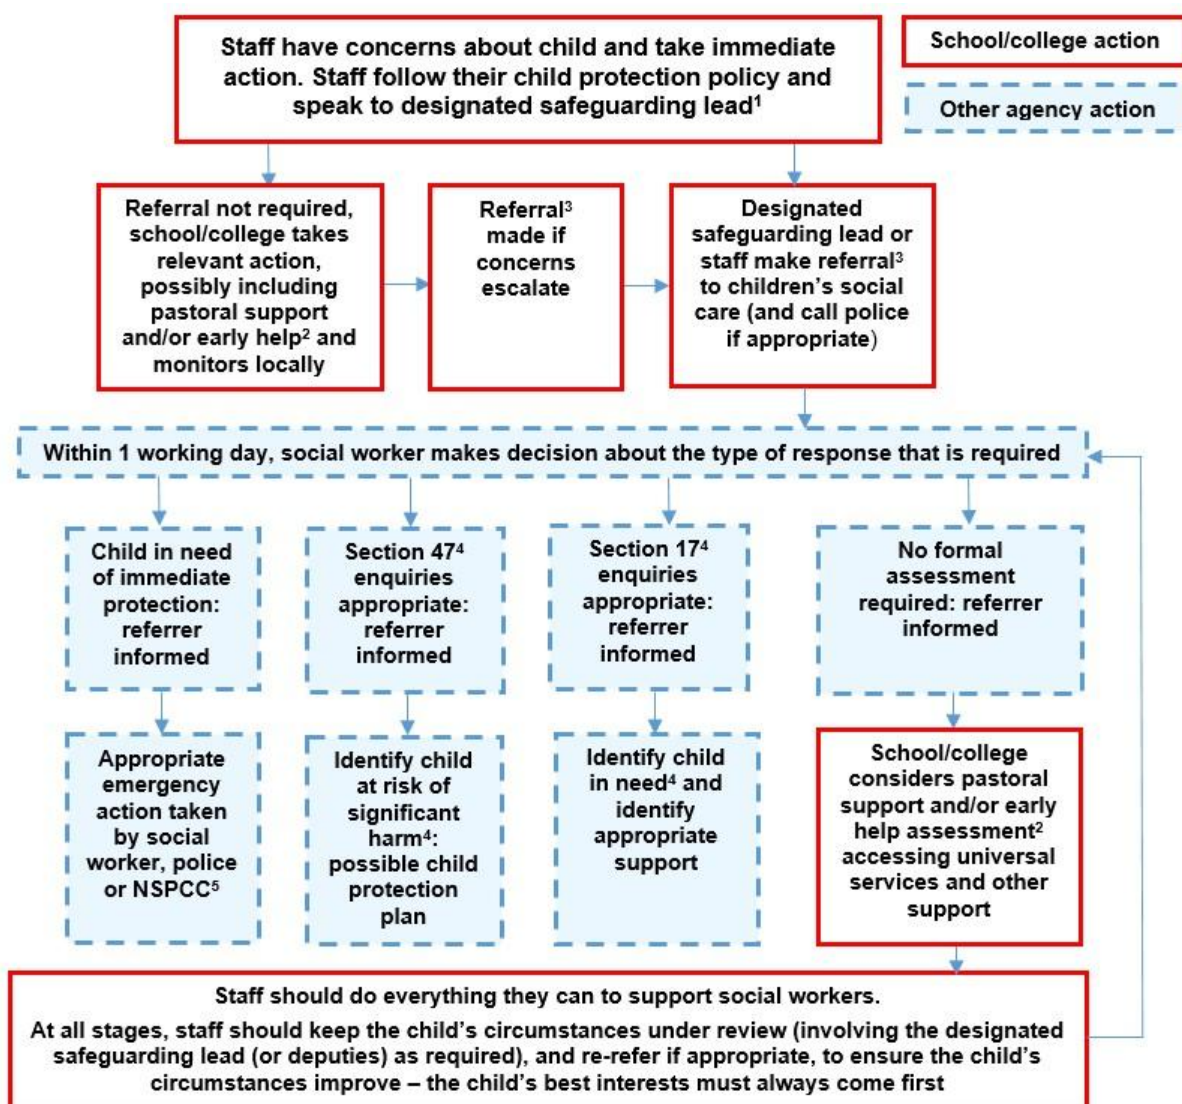 Staff have concerns about child and take immediate
action. Staff follow their child protection policy and
speak to designated safeguarding lead¹
School/college action
Other agency action
Referral not required,
school/college takes
relevant action,
possibly including
pastoral support
and/or early help² and
monitors locally
Referral³
made if
concerns
escalate
Designated
safeguarding lead or
staff make referral³
to children’s social
care (and call police
if appropriate)
Within 1 working day, social worker makes decision about the type of response that is required
Child in need
of immediate
protection:
referrer
informed
Section 47⁴
enquiries
appropriate:
referrer
informed
Section 17⁴
enquiries
appropriate:
referrer
informed
No formal
assessment
required: referrer
informed
Appropriate
emergency
action taken
by social
worker, police
or NSPCC⁵
Identify child
at risk of
significant
harm⁴:
possible child
protection
plan
Identify child
in need⁴ and
identify
appropriate
support
School/college
considers pastoral
support and/or early
help assessment²
accessing universal
services and other
support
Staff should do everything they can to support social workers.
At all stages, staff should keep the child’s circumstances under review (involving the designated
safeguarding lead (or deputies) as required), and re-refer if appropriate, to ensure the child’s
circumstances improve – the child’s best interests must always come first